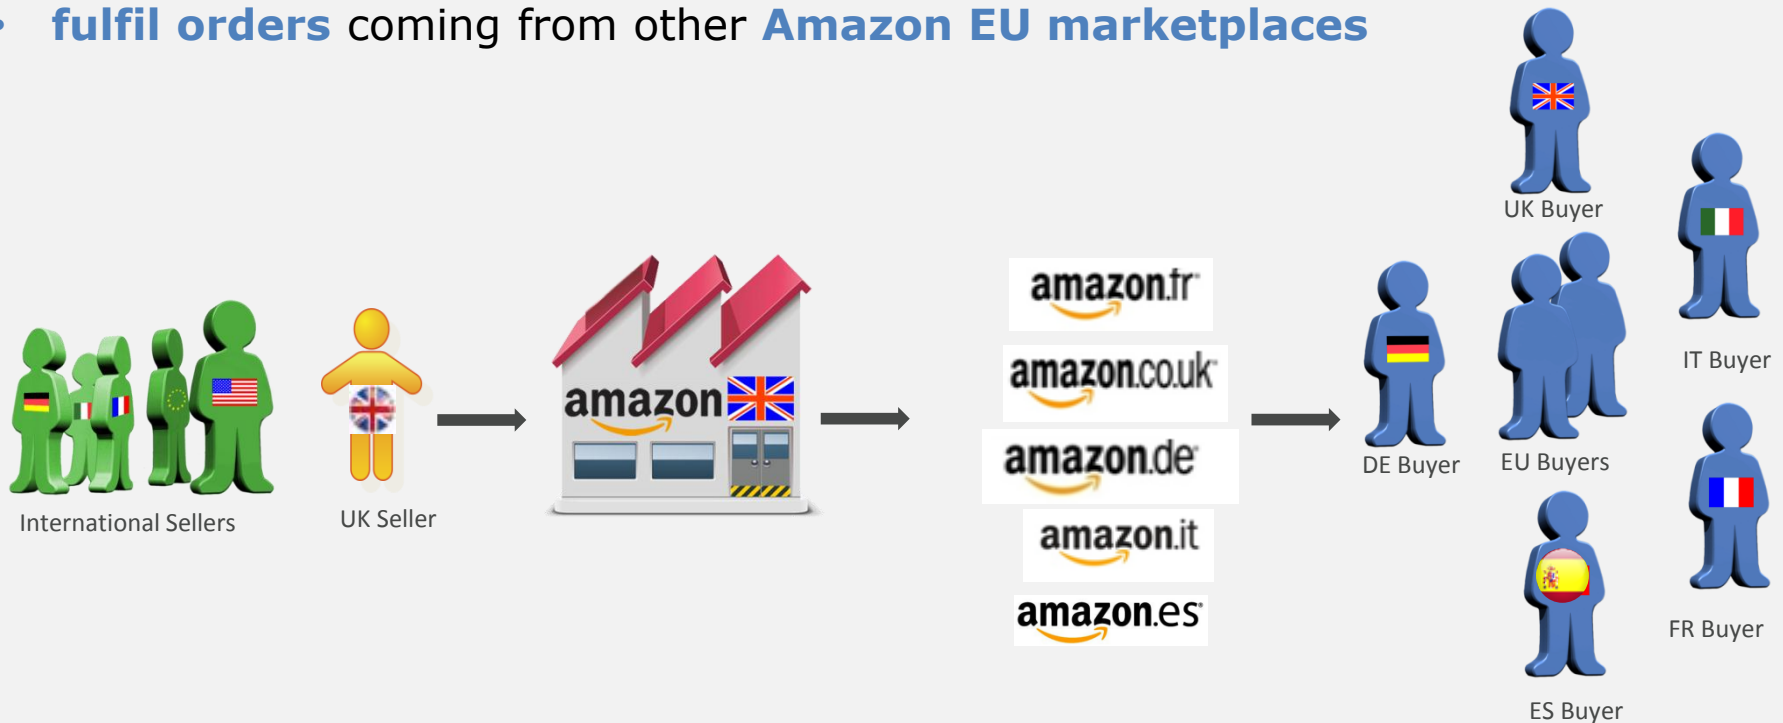 • fulfil orders coming from other Amazon EU marketplaces
UK Buyer
IT Buyer
amazon.fr
amazon.co.uk
amazon
amazon.de
DE Buyer
EU Buyers
International Sellers
UK Seller
amazon.it
amazon.es
FR Buyer
ES Buyer